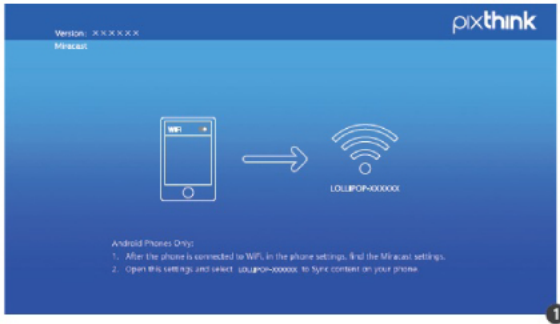 pixthink
Version: ××××××
Miracast
WiFi
LOLLIPOP-XXXXXX
Android Phones Only:
1. After the phone is connected to WiFi, in the phone settings, find the Miracast settings.
2. Open this settings and select LOLLIPOP-XXXXXX to Sync content on your phone.
1